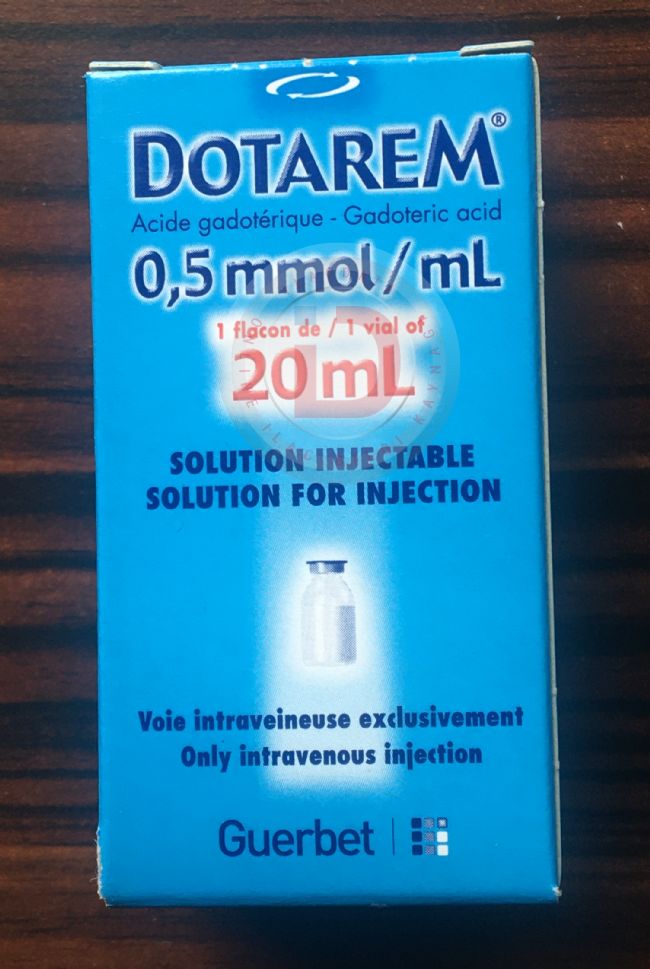 DOTAREM®
Acide gadotérique - Gadoteric acid
0,5 mmol / mL
1 flacon de / 1 vial of
20 mL
SOLUTION INJECTABLE
SOLUTION FOR INJECTION
Voie intraveineuse exclusivement
Only intravenous injection
Guerbet